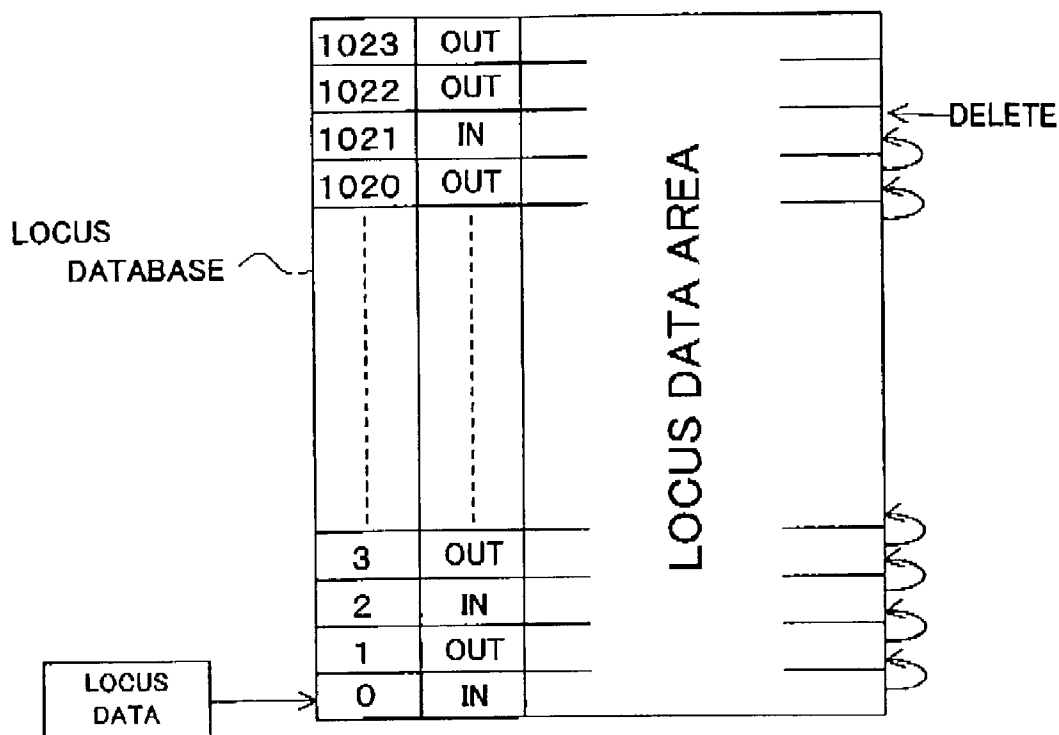 1023 OUT
1022 OUT
DELETE
1021 IN
1020 OUT
LOCUS
DATABASE
LOCUS DATA AREA
3 OUT
2 IN
1 OUT
0 IN
LOCUS
DATA